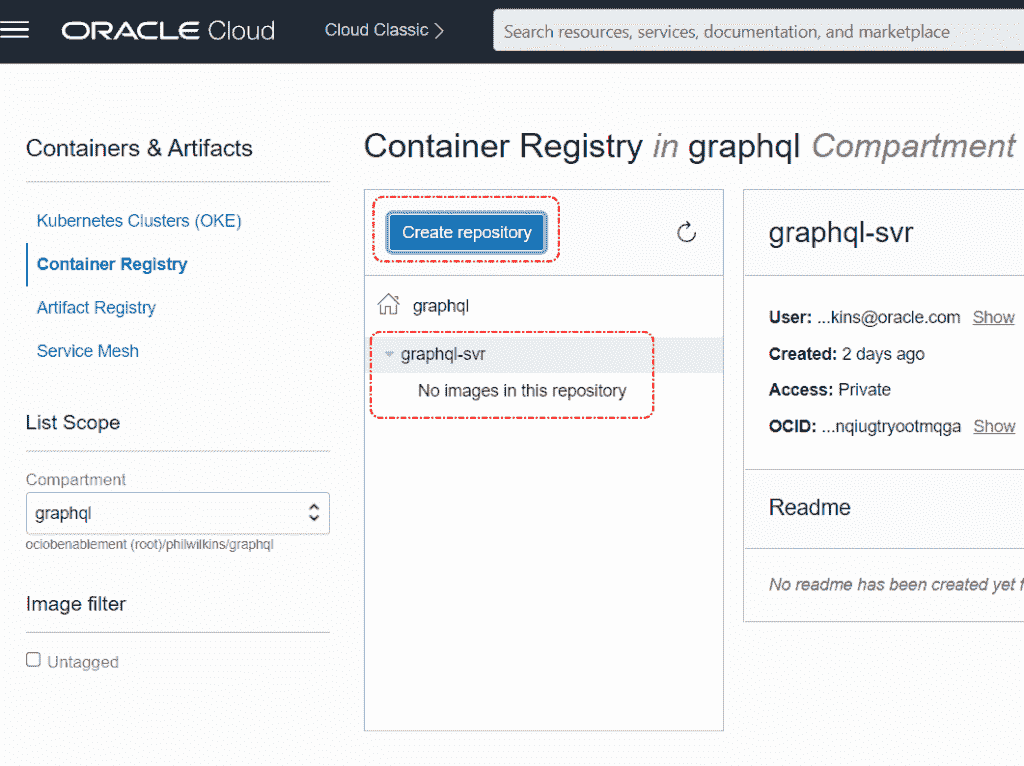 ORACLE Cloud
Cloud Classic
Search resources, services, documentation, and marketplace
Containers & Artifacts
Kubernetes Clusters (OKE)
Container Registry
Artifact Registry
Service Mesh
List Scope
Compartment
graphql
ociobenablement (root)/philwilkins/graphql
Image filter
Untagged
Container Registry in graphql Compartment
Create repository
graphql
graphql-svr
No images in this repository
graphql-svr
User: ...kins@oracle.com Show
Created: 2 days ago
Access: Private
OCID: ...nqiugtryootmqga Show
Readme
No readme has been created yet f